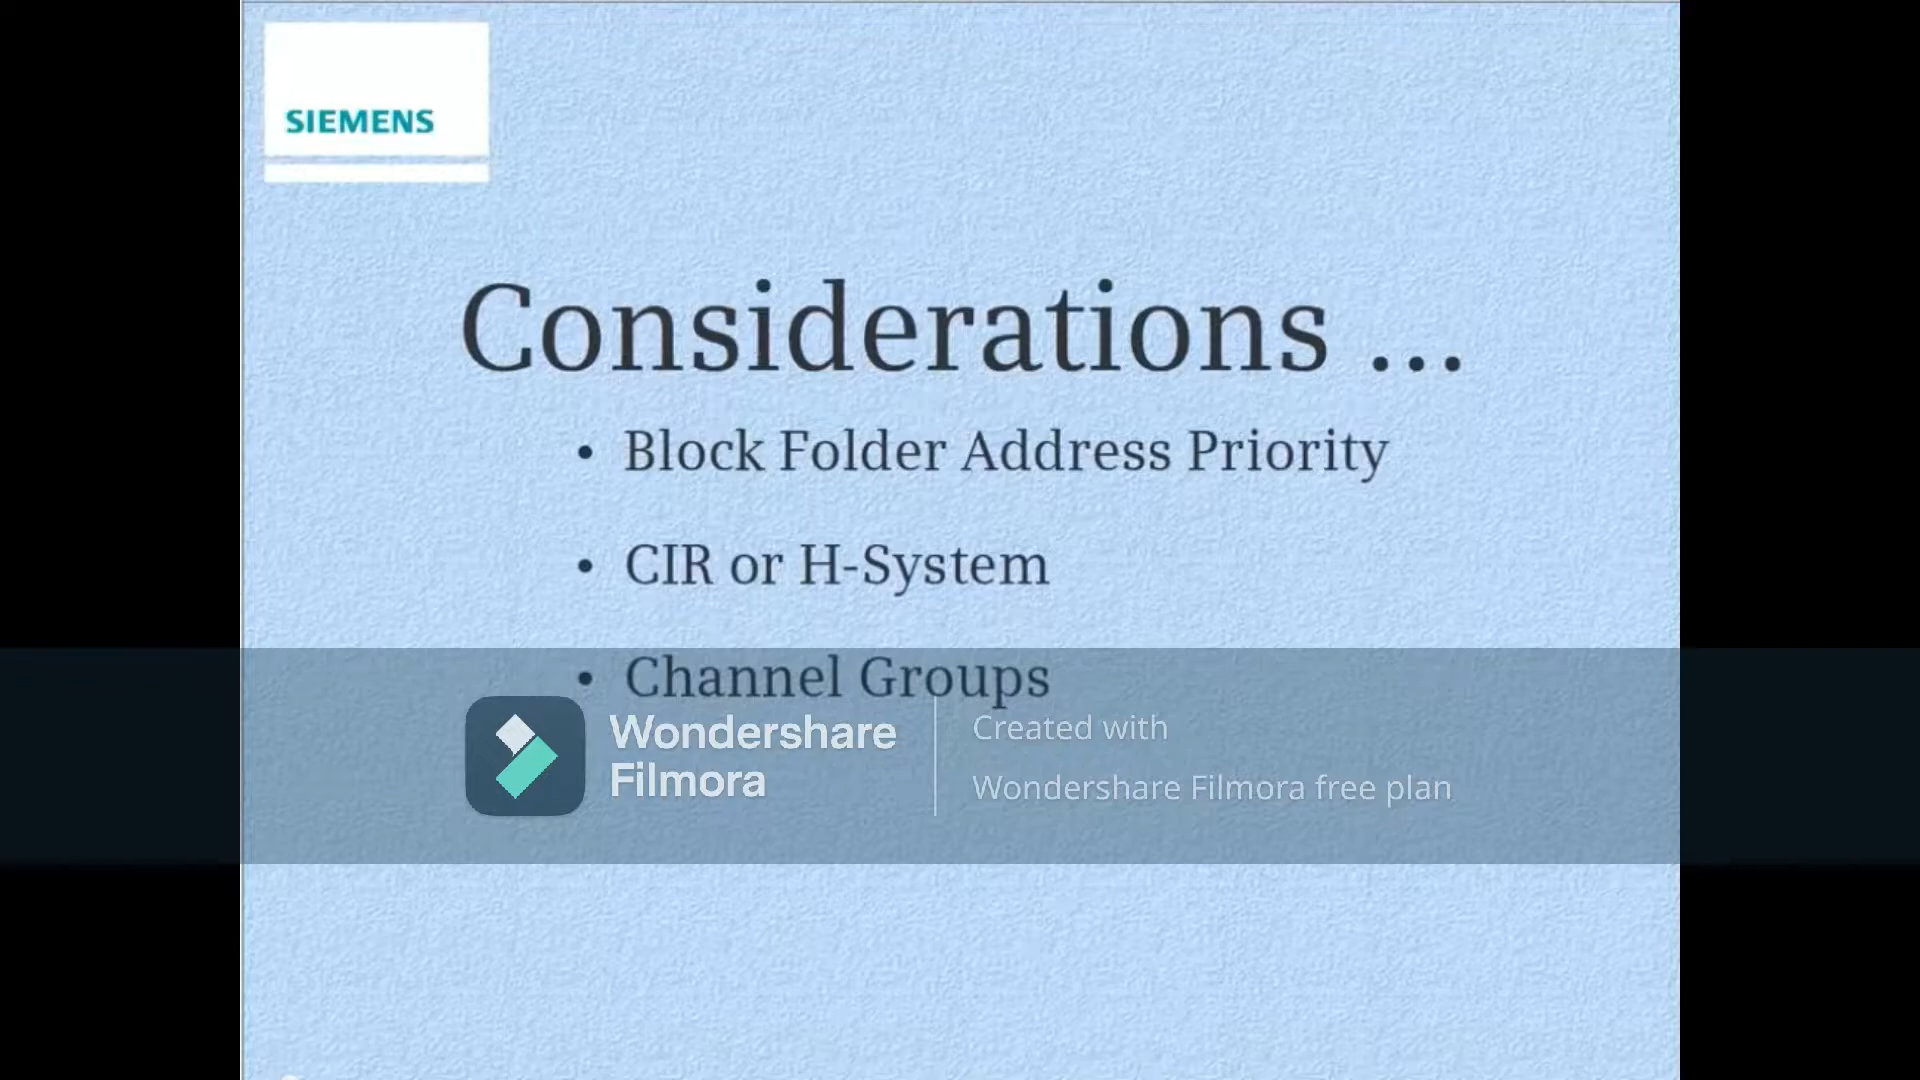 SIEMENS
Considerations ...
• Block Folder Address Priority
• CIR or H-System
• Channel Groups
Wondershare
Filmora
Created with
Wondershare Filmora free plan